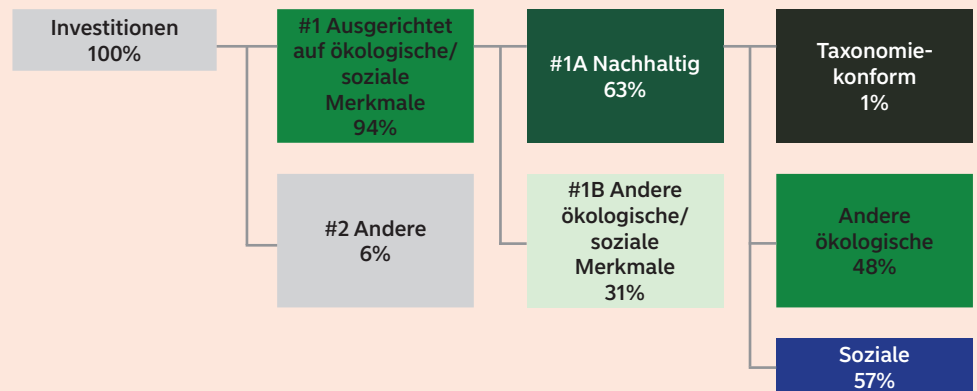 Investitionen
100%
#1 Ausgerichtet
auf ökologische/
soziale
Merkmale
94%
#1A Nachhaltig
63%
Taxonomie-
konform
1%
#2 Andere
6%
#1B Andere
ökologische/
soziale
Merkmale
31%
Andere
ökologische
48%
Soziale
57%